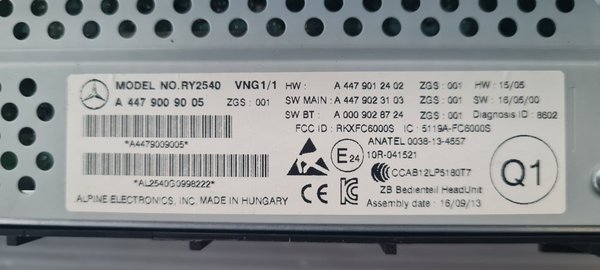 MODEL NO.RY2540 VNG1/1 HW : A 447 901 24 02 ZGS : 001 HW : 15/05
A 447 900 90 05 ZGS : 001 SW MAIN : A 447 902 31 03 ZGS : 001 SW : 16/05/00
SW BT : A 000 902 87 24 ZGS : 001 Diagnosis ID : 8602
FCC ID : RKXFC6000S IC : 5119A-FC6000S
*A4479009005*
*ANATEL 0038-13-4557
E24 10R-041521
CCAB12LP5180T7
*AL2540G0998222*
CE
ZB Bedienteil HeadUnit
ALPINE ELECTRONICS, INC. MADE IN HUNGARY
Assembly date : 16/09/13
Q1